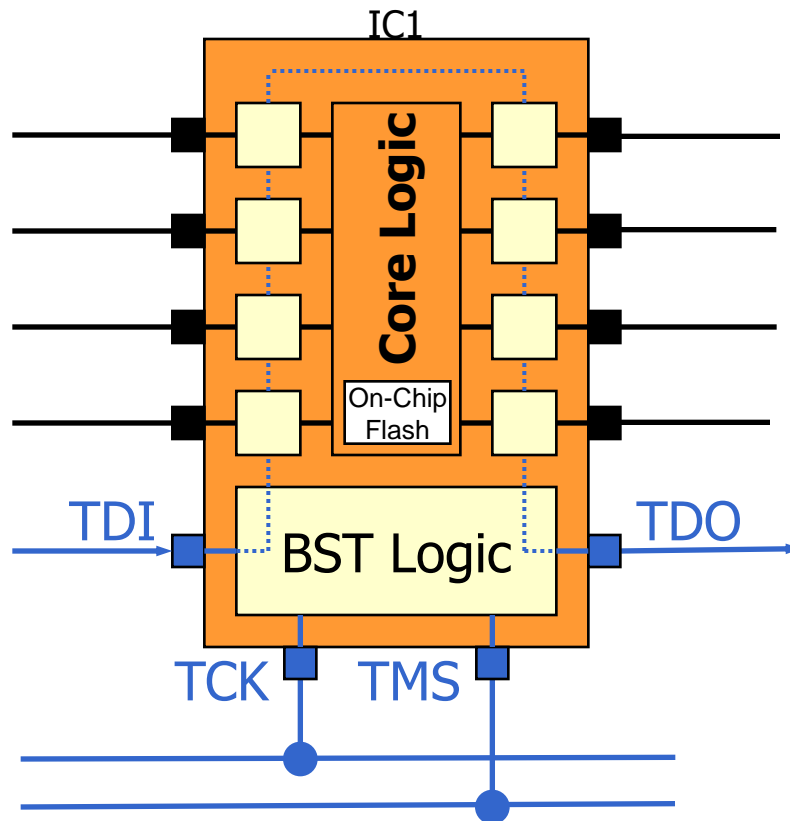 IC1
Core Logic
On-Chip
Flash
TDI
TDO
BST Logic
TCK
TMS